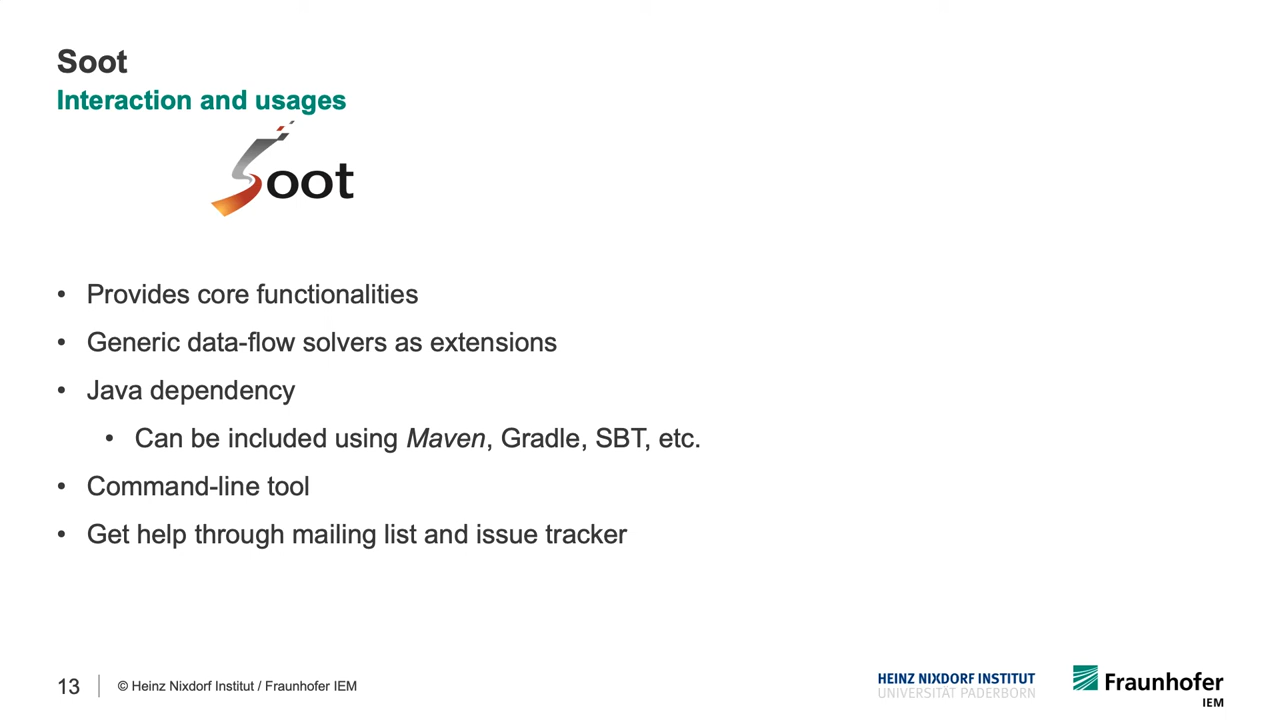 Soot
Interaction and usages
Soot
• Provides core functionalities
• Generic data-flow solvers as extensions
• Java dependency
• Can be included using Maven, Gradle, SBT, etc.
• Command-line tool
• Get help through mailing list and issue tracker
13
© Heinz Nixdorf Institut / Fraunhofer IEM
HEINZ NIXDORF INSTITUT
UNIVERSITÄT PADERBORN
Fraunhofer
IEM